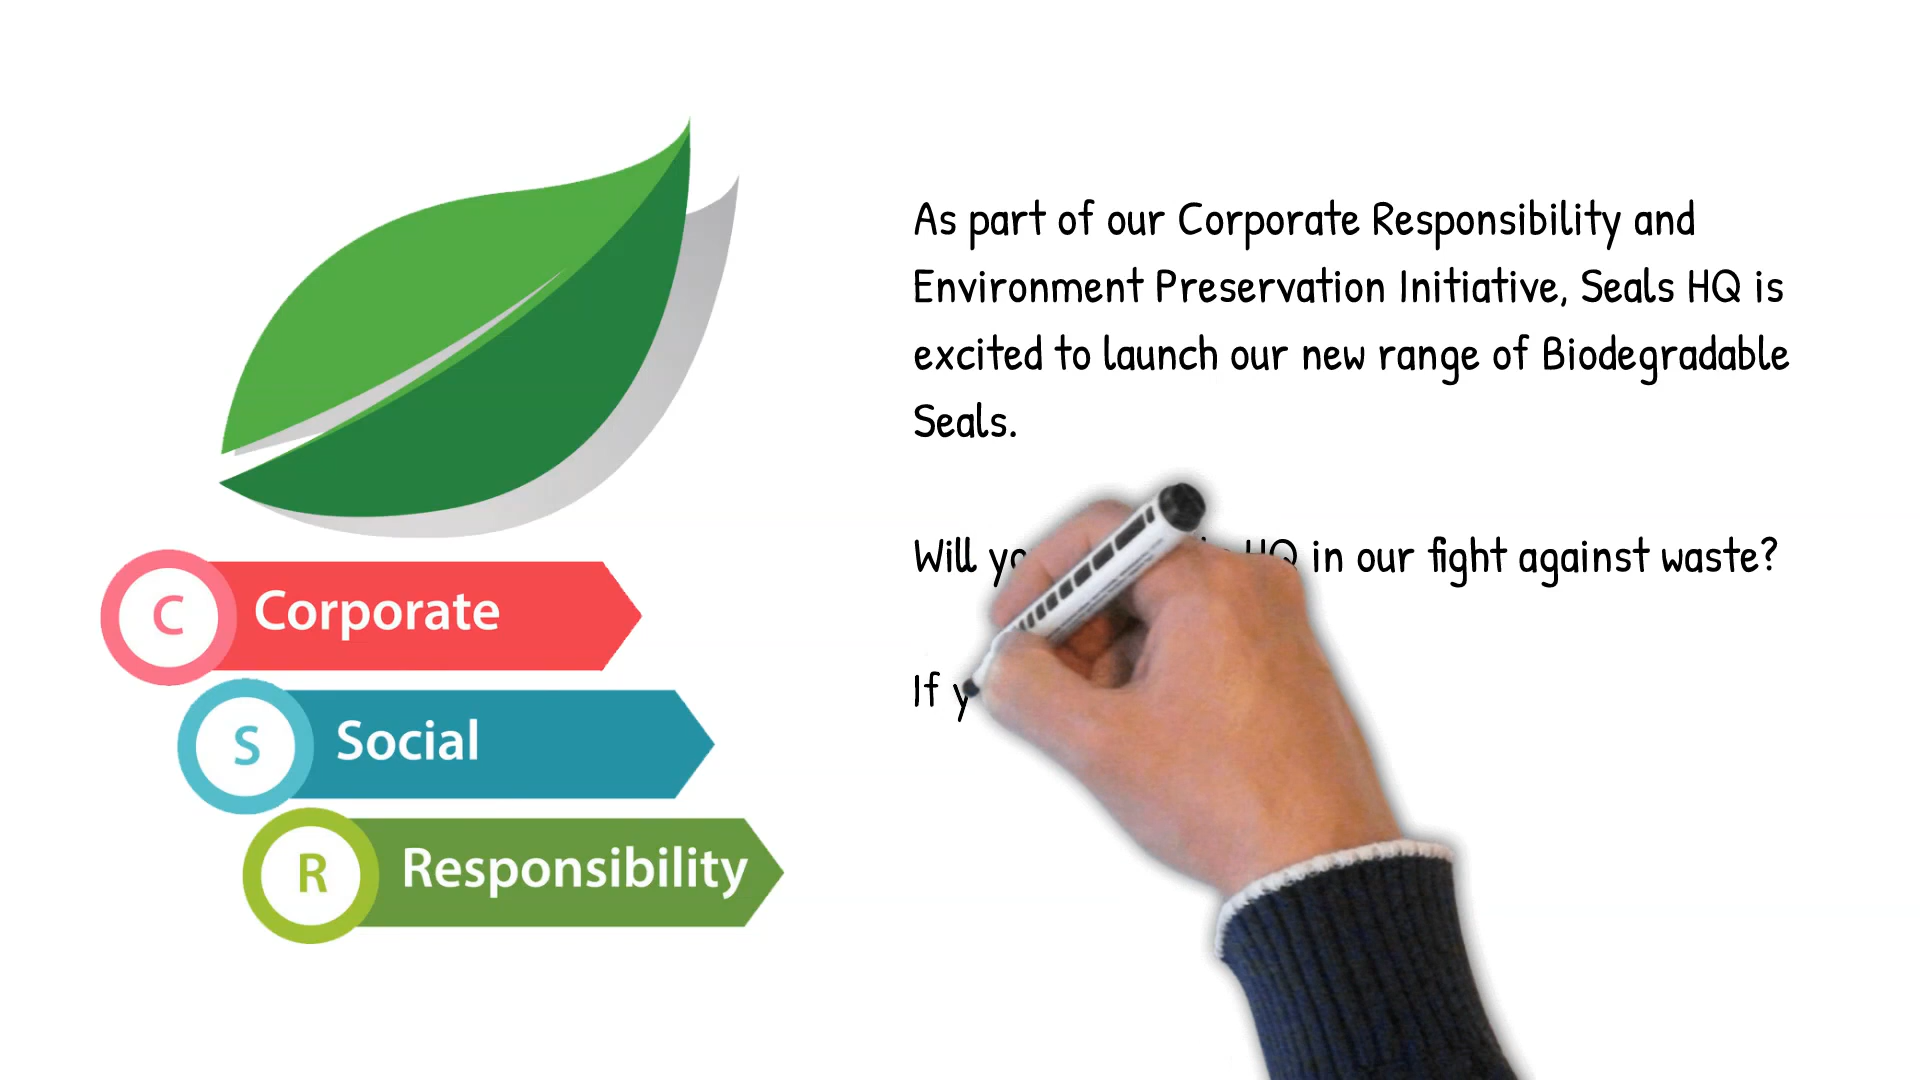 C Corporate
S Social
R Responsibility
As part of our Corporate Responsibility and
Environment Preservation Initiative, Seals HQ is
excited to launch our new range of Biodegradable
Seals.
Will HQ in our fight against waste?
If y